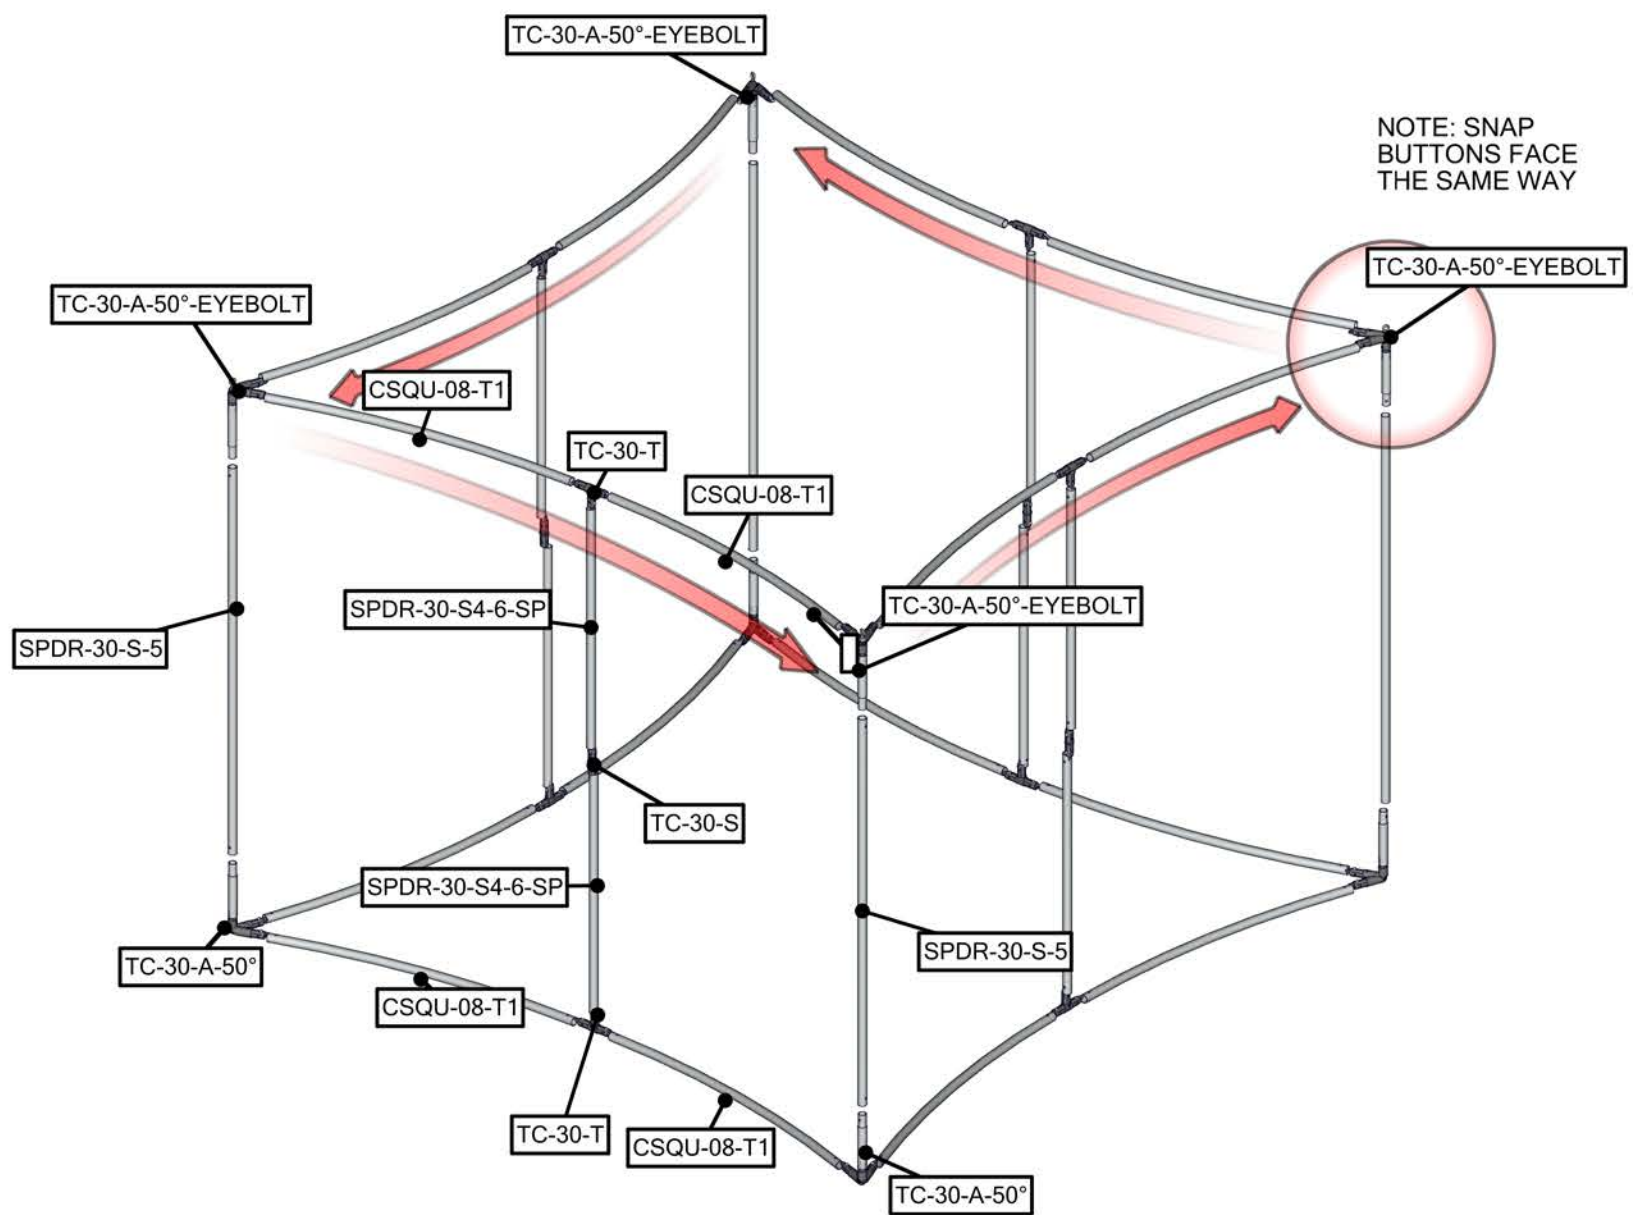 TC-30-A-50°-EYEBOLT
NOTE: SNAP
BUTTONS FACE
THE SAME WAY
TC-30-A-50°-EYEBOLT
TC-30-A-50°-EYEBOLT
CSQU-08-T1
TC-30-T
CSQU-08-T1
SPDR-30-S4-6-SP
TC-30-A-50°-EYEBOLT
SPDR-30-S-5
TC-30-S
SPDR-30-S4-6-SP
SPDR-30-S-5
TC-30-A-50°
CSQU-08-T1
TC-30-T
CSQU-08-T1
TC-30-A-50°